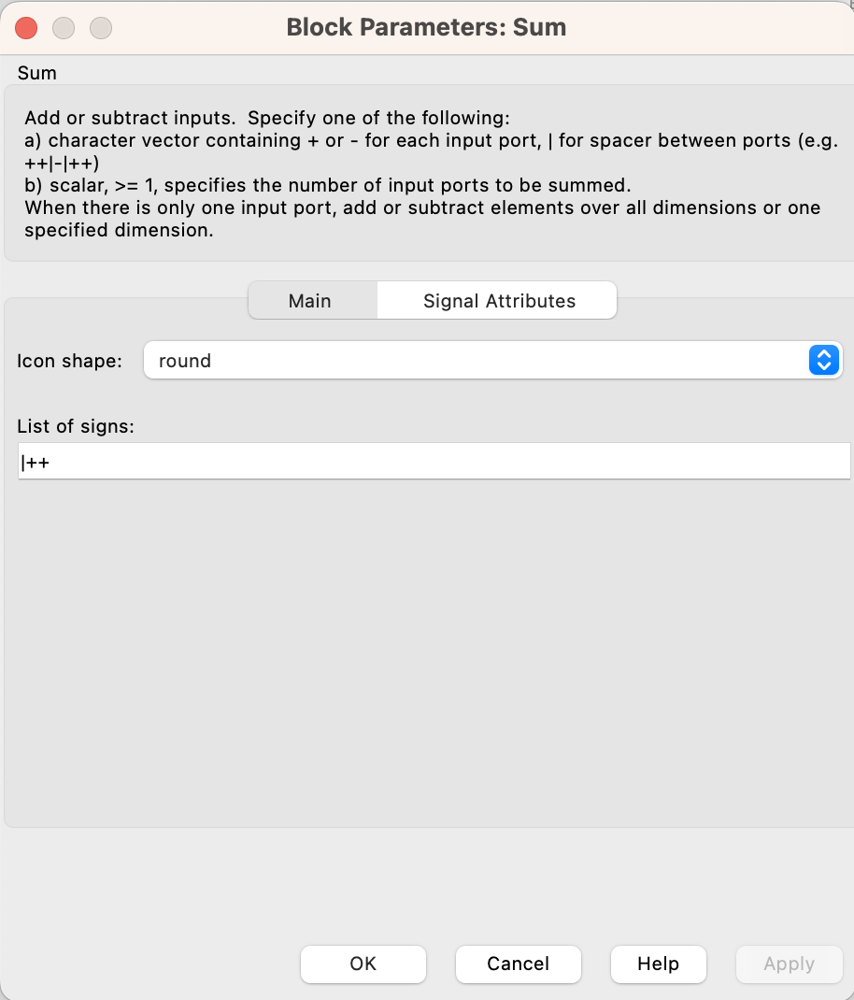 Block Parameters: Sum
Sum
Add or subtract inputs.  Specify one of the following:
a) character vector containing + or - for each input port, | for spacer between ports (e.g.
++|-|++)
b) scalar, >= 1, specifies the number of input ports to be summed.
When there is only one input port, add or subtract elements over all dimensions or one
specified dimension.
Main Signal Attributes
Icon shape: round
List of signs:
|++
OK Cancel Help Apply